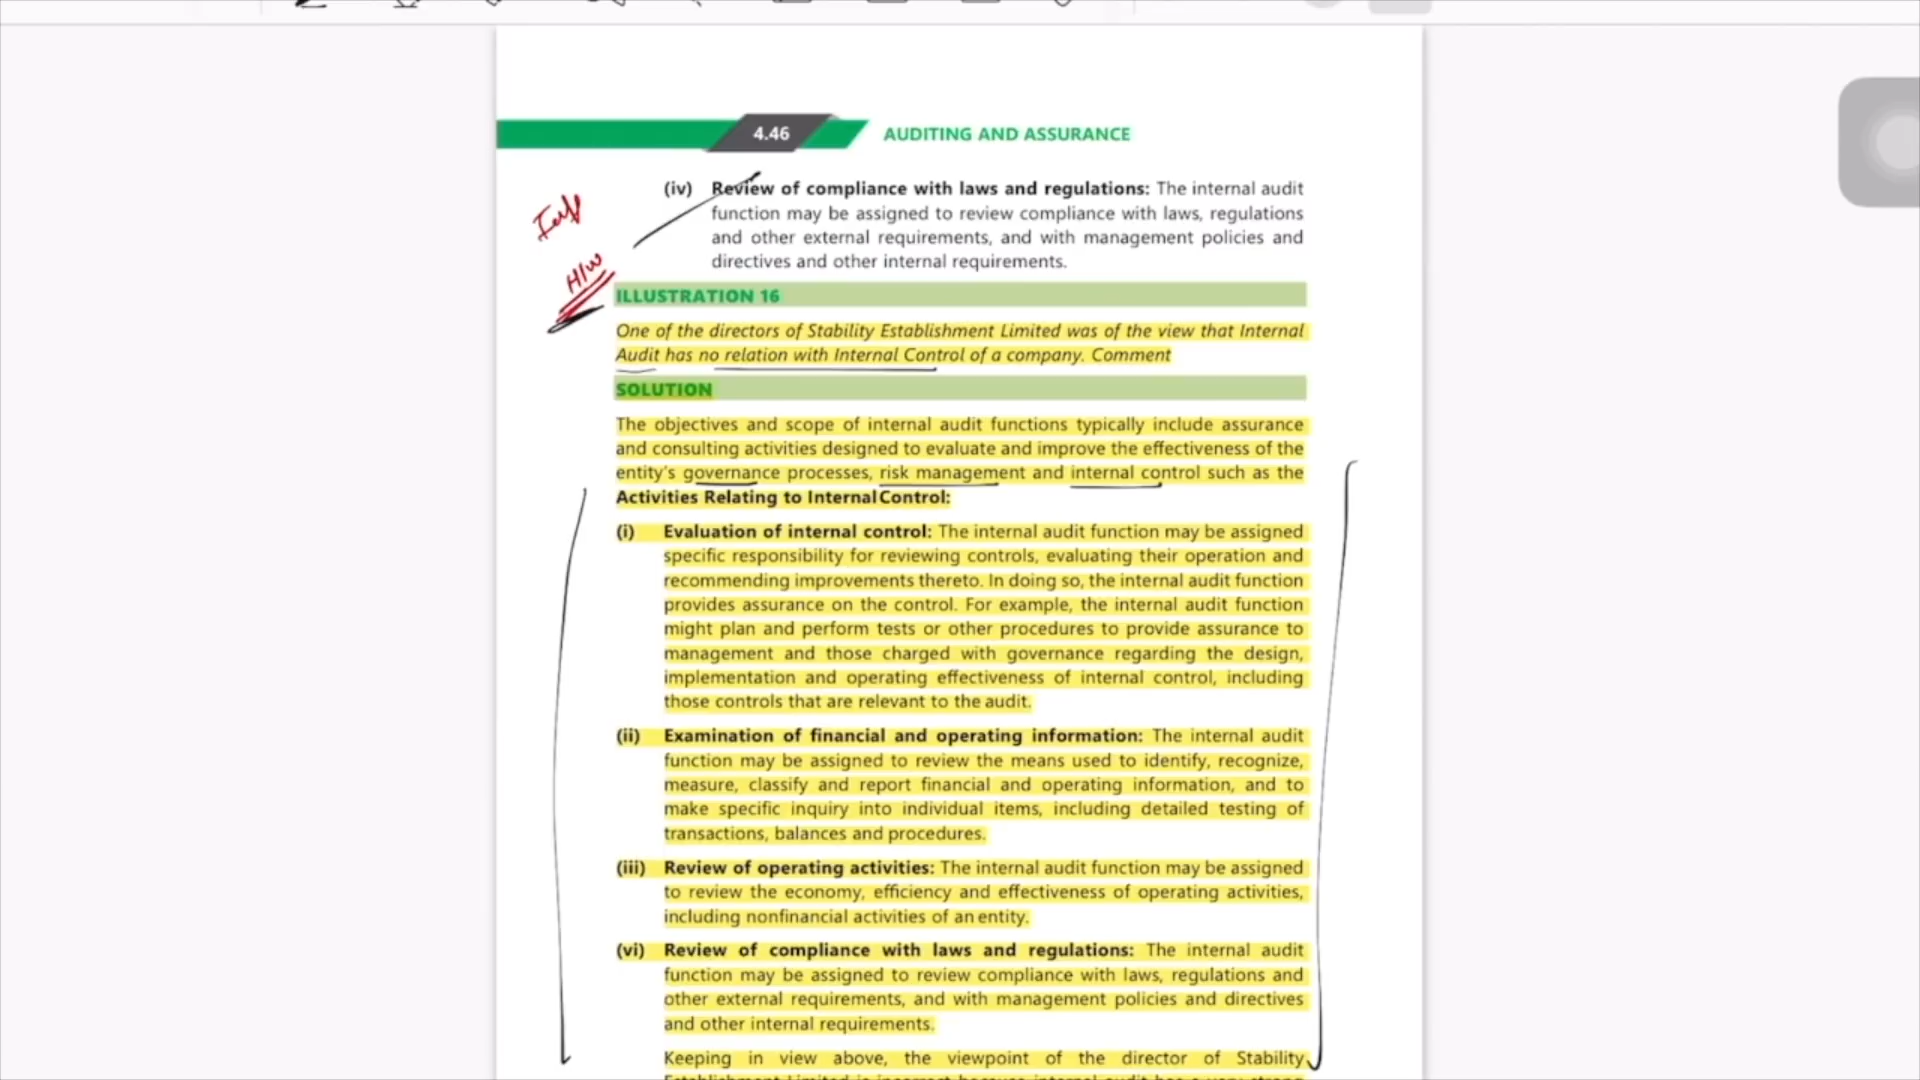 4.46 AUDITING AND ASSURANCE
(iv) Review of compliance with laws and regulations: The internal audit
function may be assigned to review compliance with laws, regulations
and other external requirements, and with management policies and
directives and other internal requirements.
H/W
ILLUSTRATION 16
One of the directors of Stability Establishment Limited was of the view that Internal
Audit has no relation with Internal Control of a company. Comment
SOLUTION
The objectives and scope of internal audit functions typically include assurance
and consulting activities designed to evaluate and improve the effectiveness of the
entity's governance processes, risk management and internal control such as the
Activities Relating to Internal Control:
(i) Evaluation of internal control: The internal audit function may be assigned
specific responsibility for reviewing controls, evaluating their operation and
recommending improvements thereto. In doing so, the internal audit function
provides assurance on the control. For example, the internal audit function
might plan and perform tests or other procedures to provide assurance to
management and those charged with governance regarding the design,
implementation and operating effectiveness of internal control, including
those controls that are relevant to the audit.
(ii) Examination of financial and operating information: The internal audit
function may be assigned to review the means used to identify, recognize,
measure, classify and report financial and operating information, and to
make specific inquiry into individual items, including detailed testing of
transactions, balances and procedures.
(iii) Review of operating activities: The internal audit function may be assigned
to review the economy, efficiency and effectiveness of operating activities,
including nonfinancial activities of an entity.
(vi) Review of compliance with laws and regulations: The internal audit
function may be assigned to review compliance with laws, regulations and
other external requirements, and with management policies and directives
and other internal requirements.
Keeping in view above, the viewpoint of the director of Stability